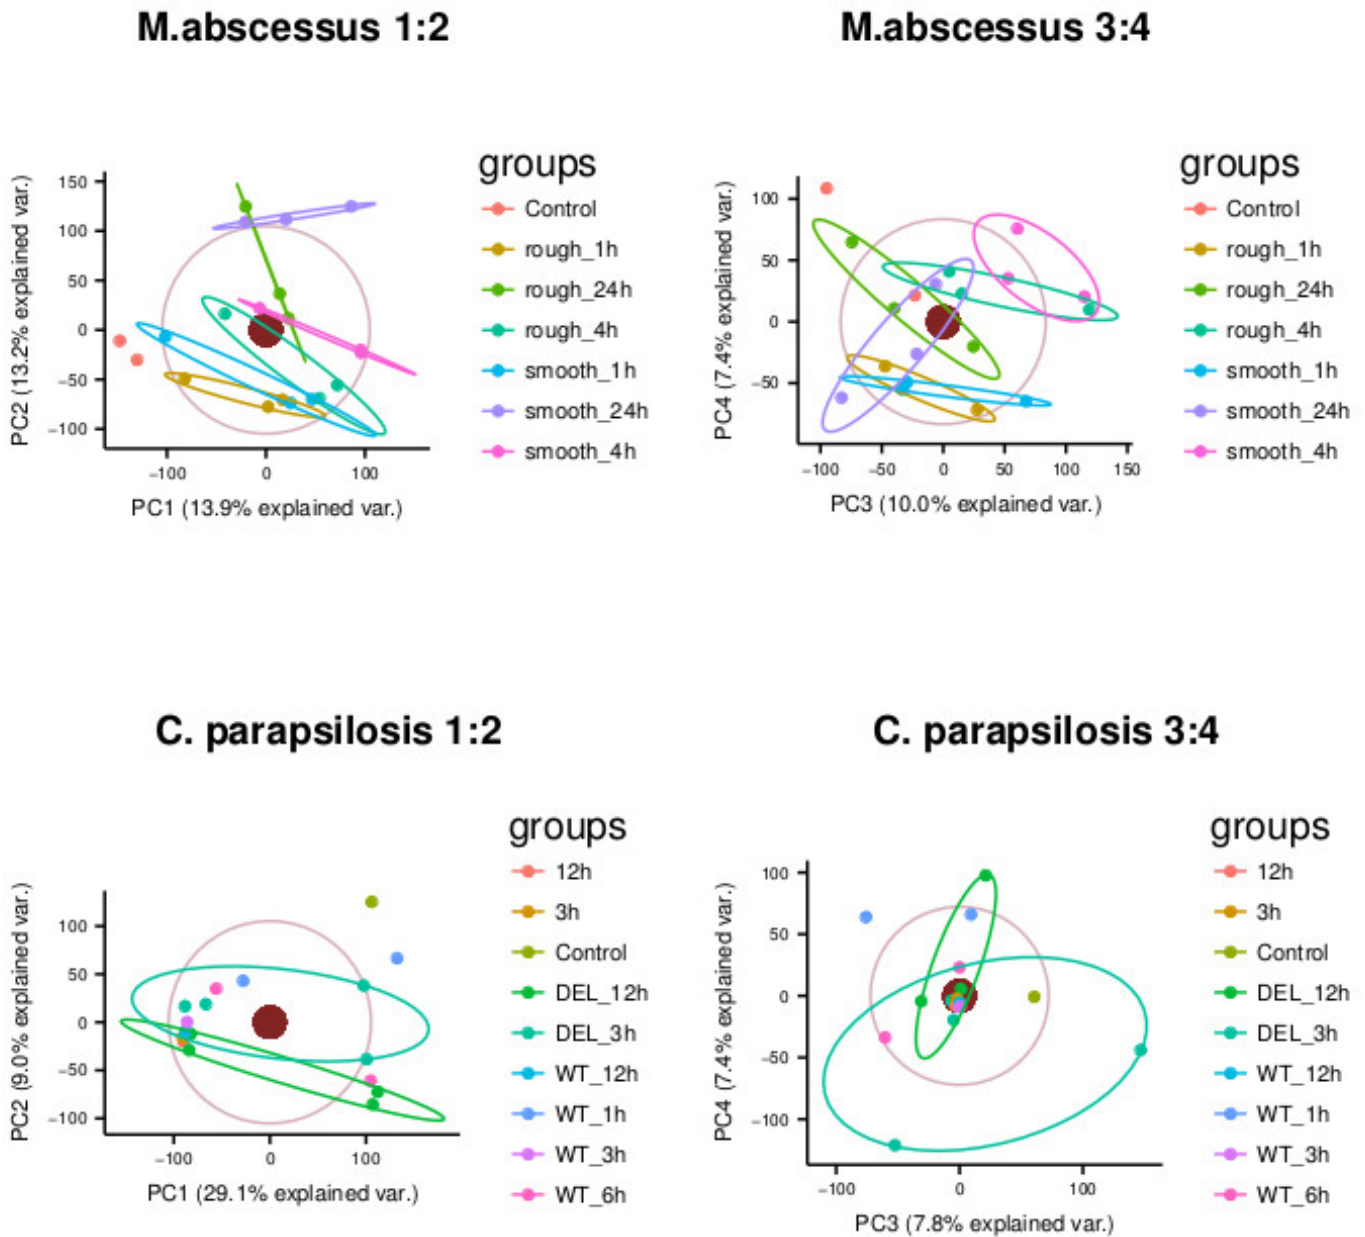 M.abscessus 1:2
PC2 (13.2% explained var.)
150
100
50
0
−50
−100
−100 0 100
PC1 (13.9% explained var.)
groups
Control
rough_1h
rough_24h
rough_4h
smooth_1h
smooth_24h
smooth_4h
M.abscessus 3:4
PC4 (7.4% explained var.)
100
50
0
−50
−100 −50 0 50 100 150
PC3 (10.0% explained var.)
groups
Control
rough_1h
rough_24h
rough_4h
smooth_1h
smooth_24h
smooth_4h
C. parapsilosis 1:2
PC2 (9.0% explained var.)
100
50
0
−50
−100
−100 0 100
PC1 (29.1% explained var.)
groups
12h
3h
Control
DEL_12h
DEL_3h
WT_12h
WT_1h
WT_3h
WT_6h
C. parapsilosis 3:4
PC4 (7.4% explained var.)
100
50
0
−50
−100
−100 0 100
PC3 (7.8% explained var.)
groups
12h
3h
Control
DEL_12h
DEL_3h
WT_12h
WT_1h
WT_3h
WT_6h